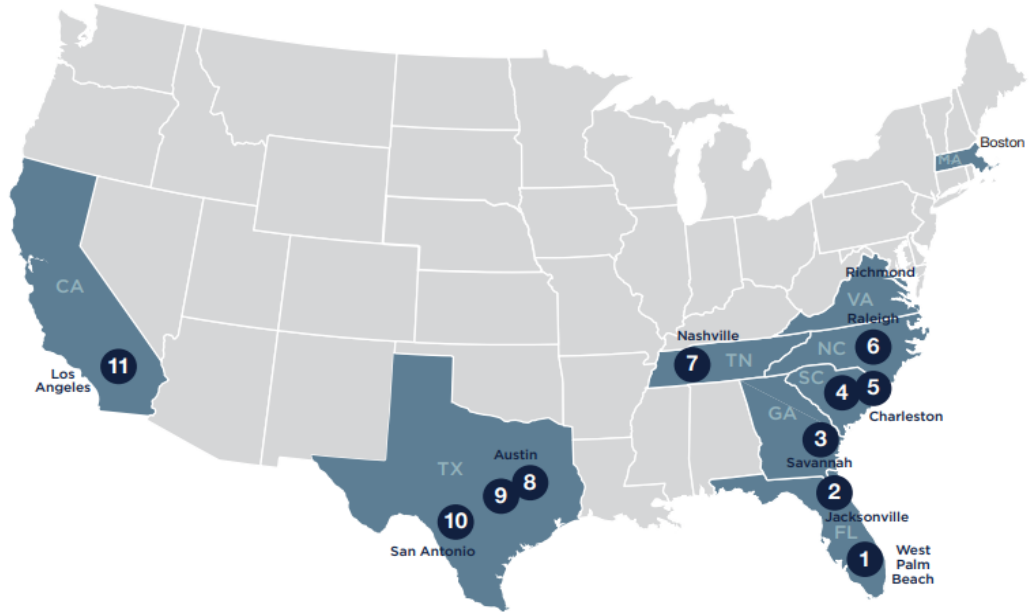 MA
Boston
Richmond
VA
CA
Raleigh
Nashville
NC
6
7
TN
11
Los
Angeles
SC
4
5
GA
Charleston
3
Savannah
TX
Austin
8
9
10
San Antonio
2
Jacksonville
FL
1
West
Palm
Beach